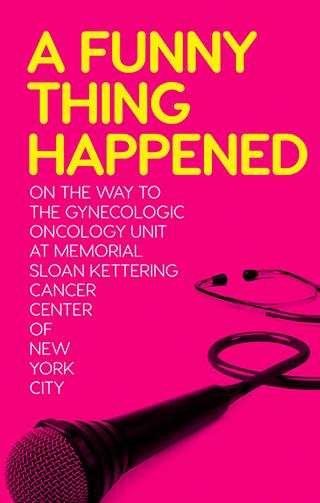 A FUNNY
THING
HAPPENED
ON THE WAY TO
THE GYNECOLOGIC
ONCOLOGY UNIT
AT MEMORIAL
SLOAN KETTERING
CANCER
CENTER
OF
NEW
YORK
CITY